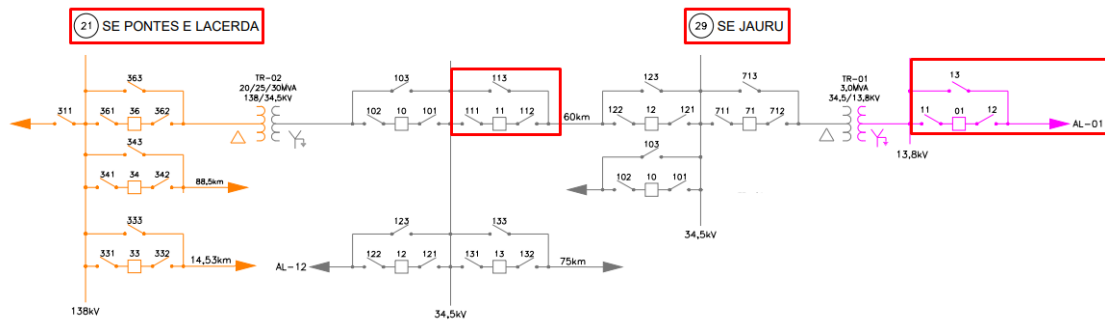 21 SE PONTES E LACERDA
29 SE JAURU
363
TR-02
20/25/30MVA
138/34,5KV
103
113
123
713
TR-01
3,0MVA
34,5/13,8KV
13
311
361
36
362
102
10
101
111
11
112
60km
122
12
121
711
71
712
11
01
12
AL-01
13,8kV
343
341
34
342
88,5km
103
102
10
101
34,5kV
333
331
33
332
14,53km
AL-12
123
122
12
121
133
131
13
132
75km
138kV
34,5kV